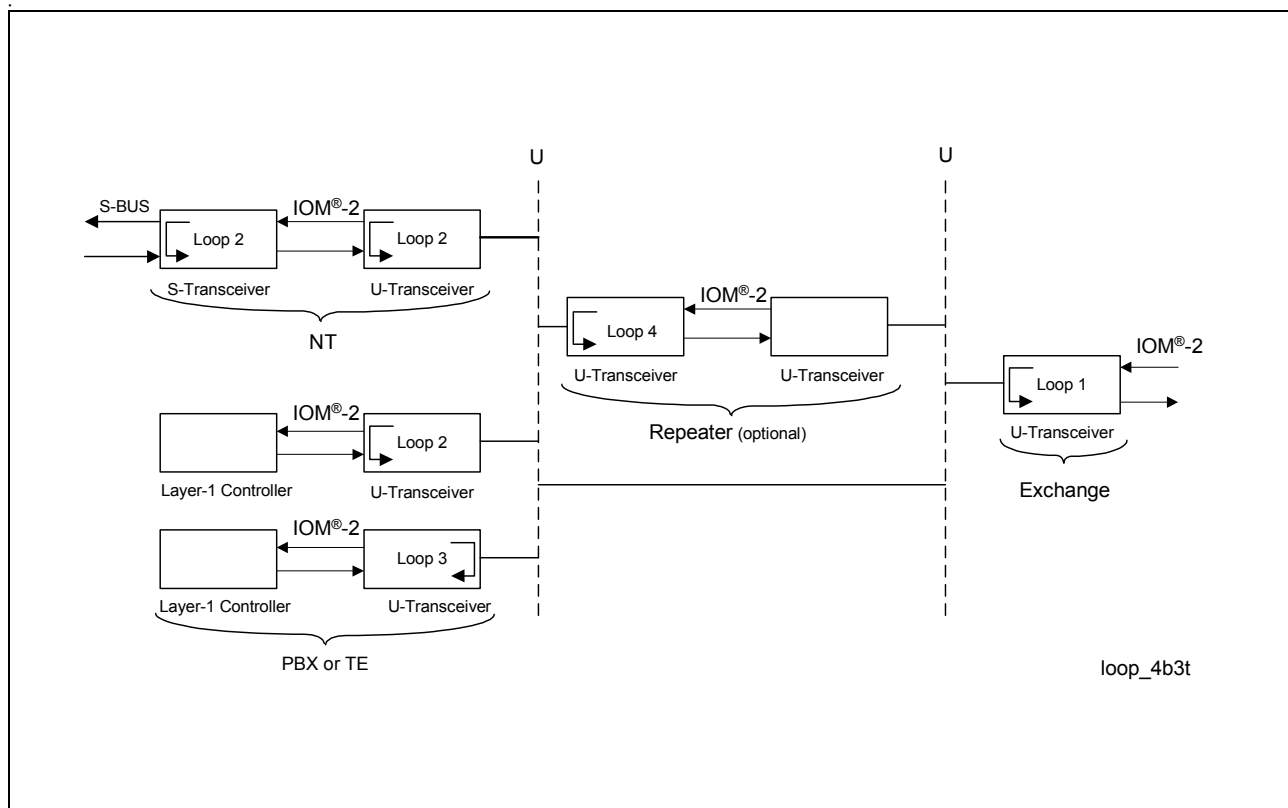 U
U
S-BUS
IOM®-2
Loop 2
Loop 2
S-Transceiver
U-Transceiver
NT
IOM®-2
Loop 4
U-Transceiver
U-Transceiver
Repeater (optional)
IOM®-2
Loop 1
U-Transceiver
Exchange
IOM®-2
Loop 2
Layer-1 Controller
U-Transceiver
IOM®-2
Loop 3
Layer-1 Controller
U-Transceiver
PBX or TE
loop_4b3t